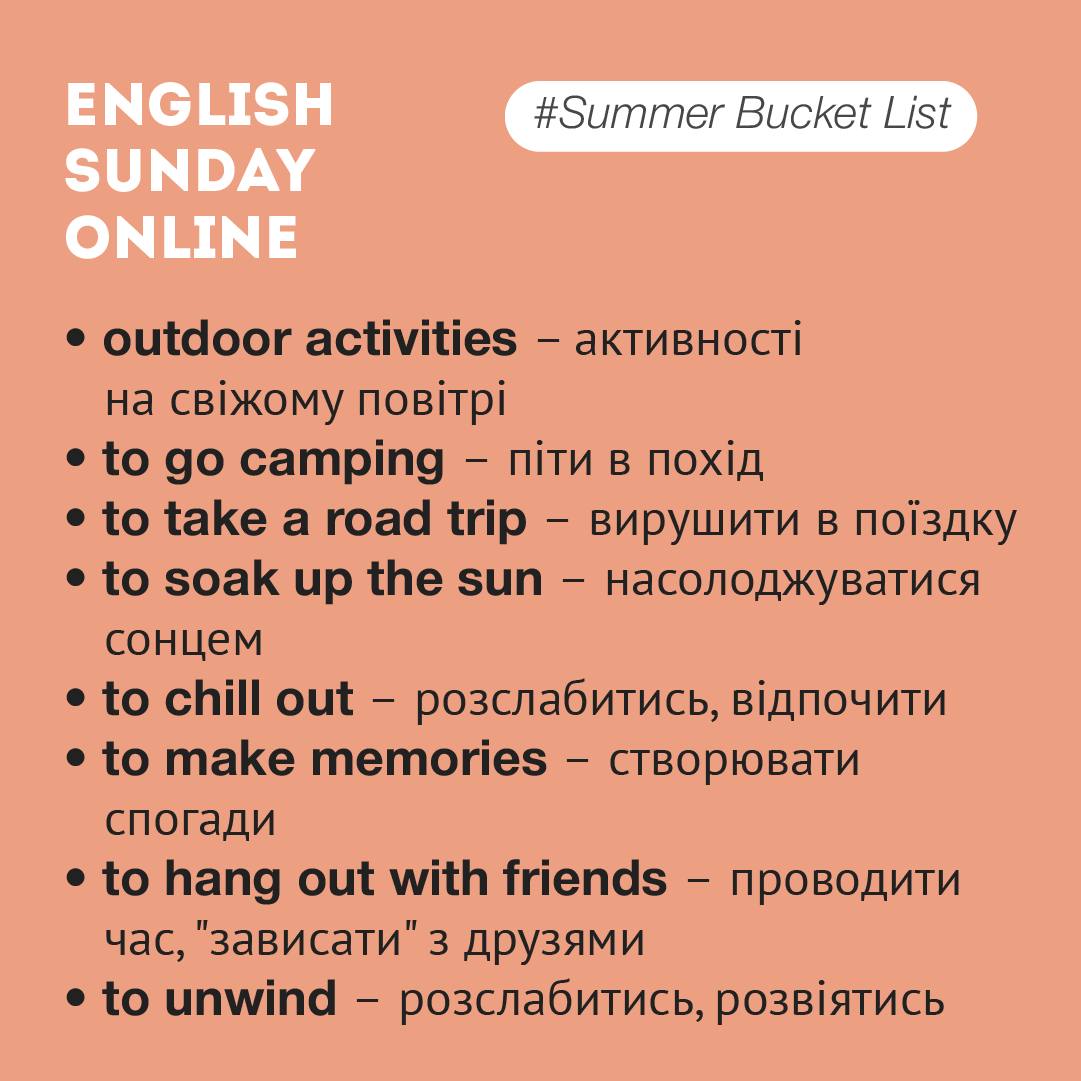 ENGLISH
SUNDAY
ONLINE
#Summer Bucket List
• outdoor activities – активності
на свіжому повітрі
• to go camping – піти в похід
• to take a road trip – вирушити в поїздку
• to soak up the sun – насолоджуватися
сонцем
• to chill out – розслабитись, відпочити
• to make memories – створювати
спогади
• to hang out with friends – проводити
час, "зависати" з друзями
• to unwind – розслабитись, розвіятись